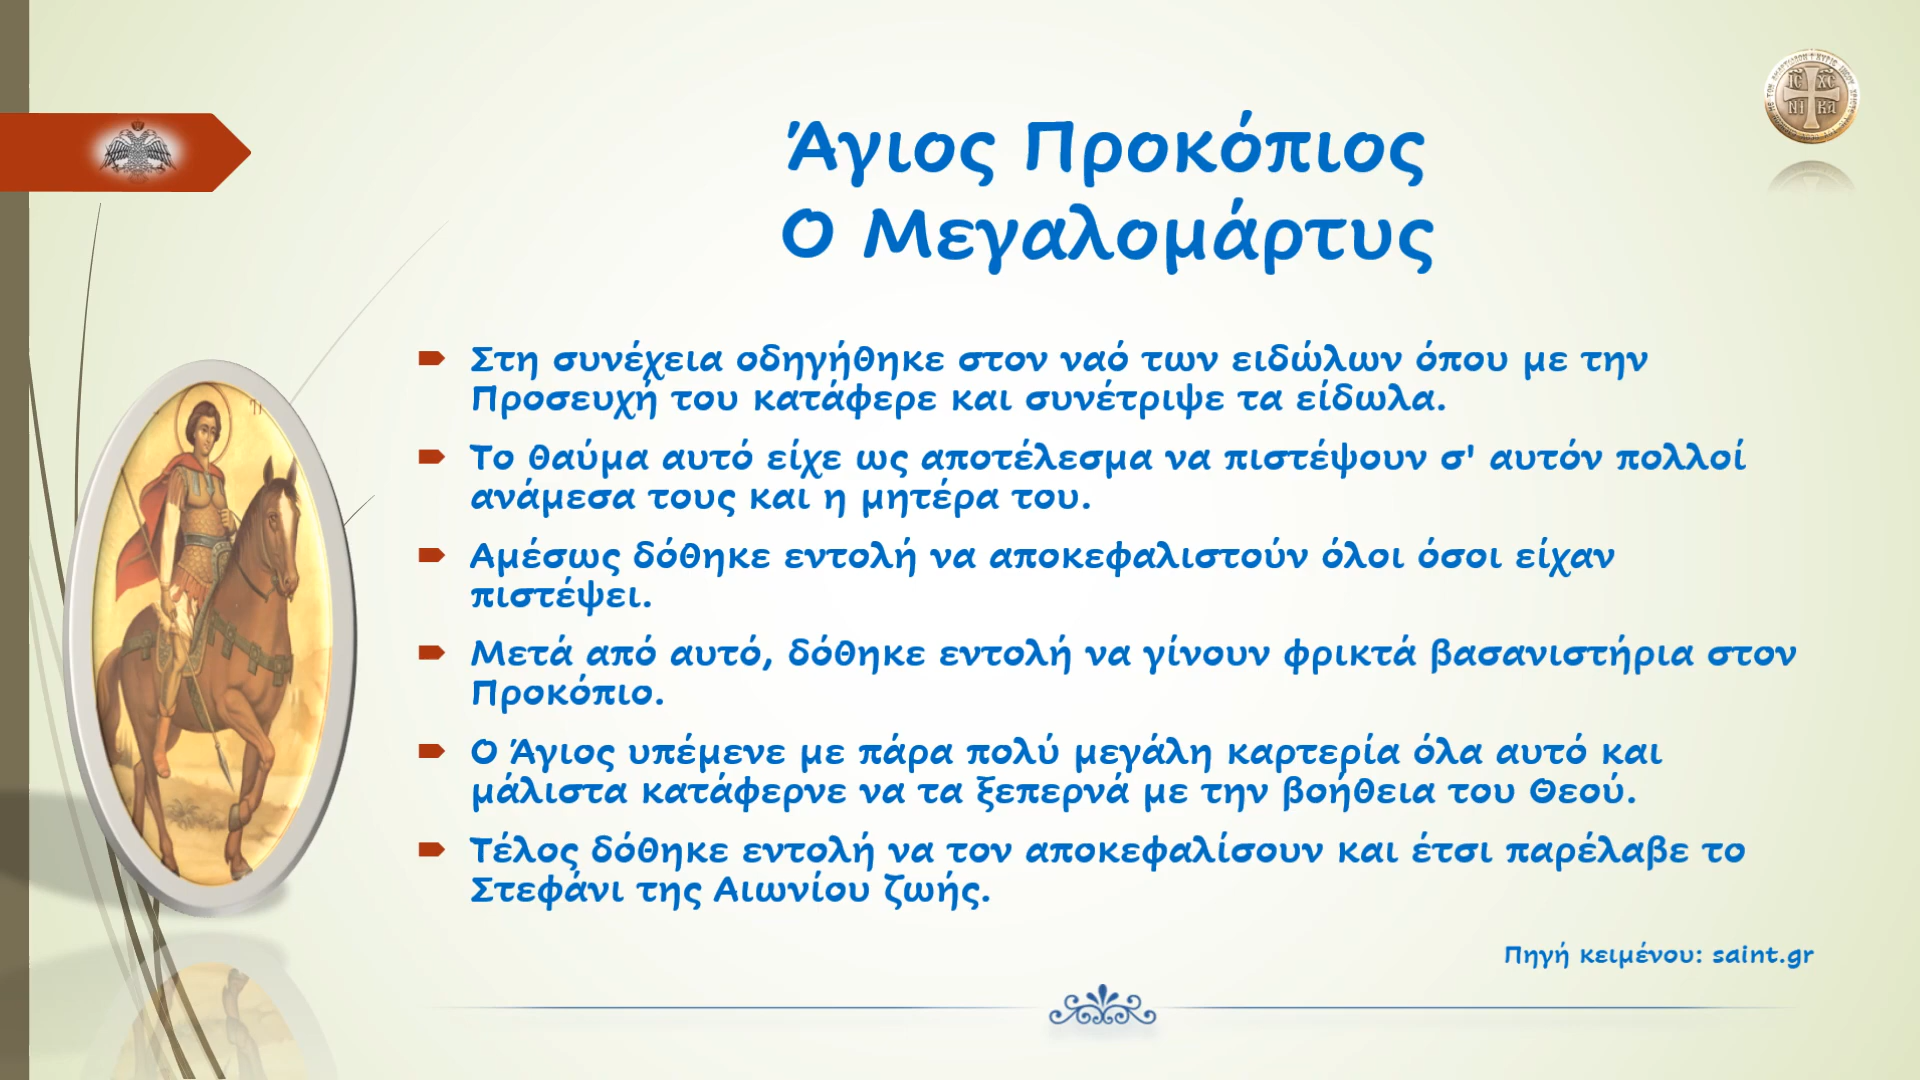 Άγιος Προκόπιος
Ο Μεγαλομάρτυς
Στη συνέχεια οδηγήθηκε στον ναό των ειδώλων όπου με την
Προσευχή του κατάφερε και συνέτριψε τα είδωλα.
Το θαύμα αυτό είχε ως αποτέλεσμα να πιστέψουν σ' αυτόν πολλοί
ανάμεσα τους και η μητέρα του.
Αμέσως δόθηκε εντολή να αποκεφαλιστούν όλοι όσοι είχαν
πιστέψει.
Μετά από αυτό, δόθηκε εντολή να γίνουν φρικτά βασανιστήρια στον
Προκόπιο.
Ο Άγιος υπέμενε με πάρα πολύ μεγάλη καρτερία όλα αυτό και
μάλιστα κατάφερνε να τα ξεπερνά με την βοήθεια του Θεού.
Τέλος δόθηκε εντολή να τον αποκεφαλίσουν και έτσι παρέλαβε το
Στεφάνι της Αιωνίου ζωής.
Πηγή κειμένου: saint.gr